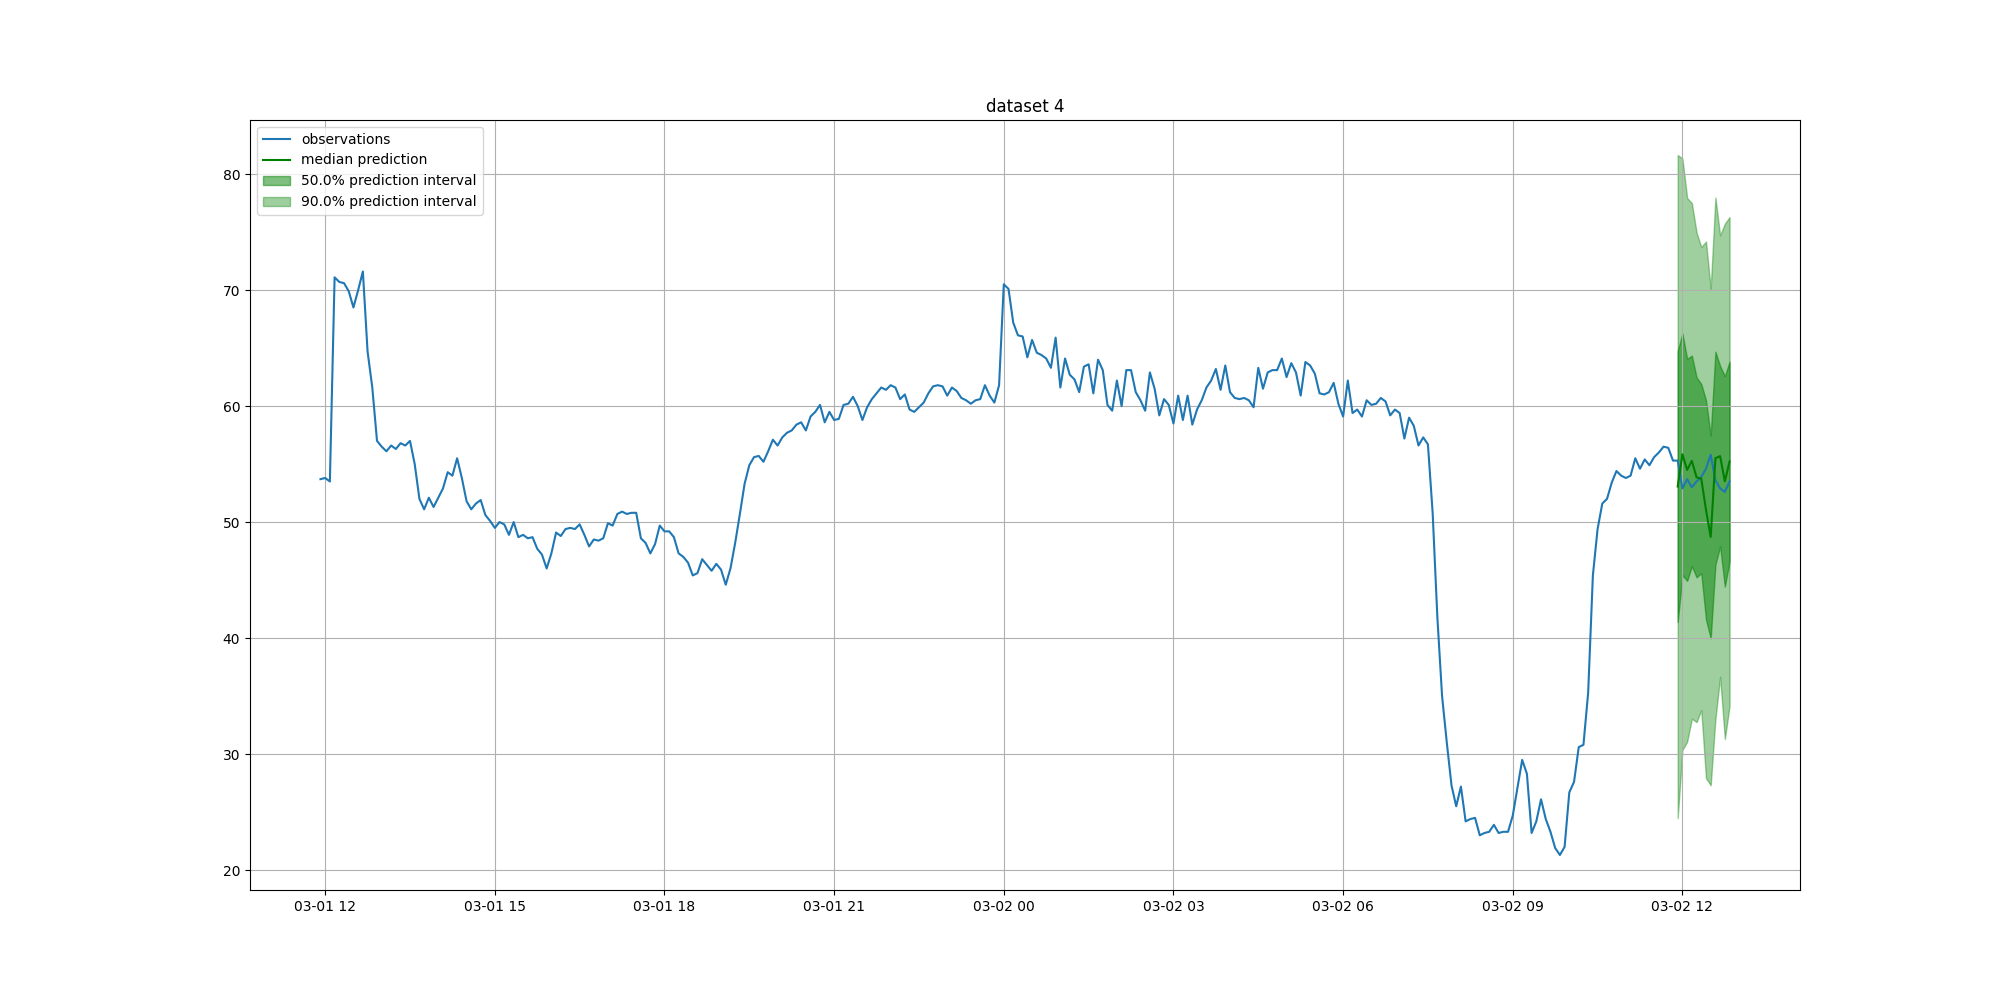 dataset 4
observations
median prediction
50.0% prediction interval
90.0% prediction interval
80
70
60
50
40
30
20
03-01 12 03-01 15 03-01 18 03-01 21 03-02 00 03-02 03 03-02 06 03-02 09 03-02 12